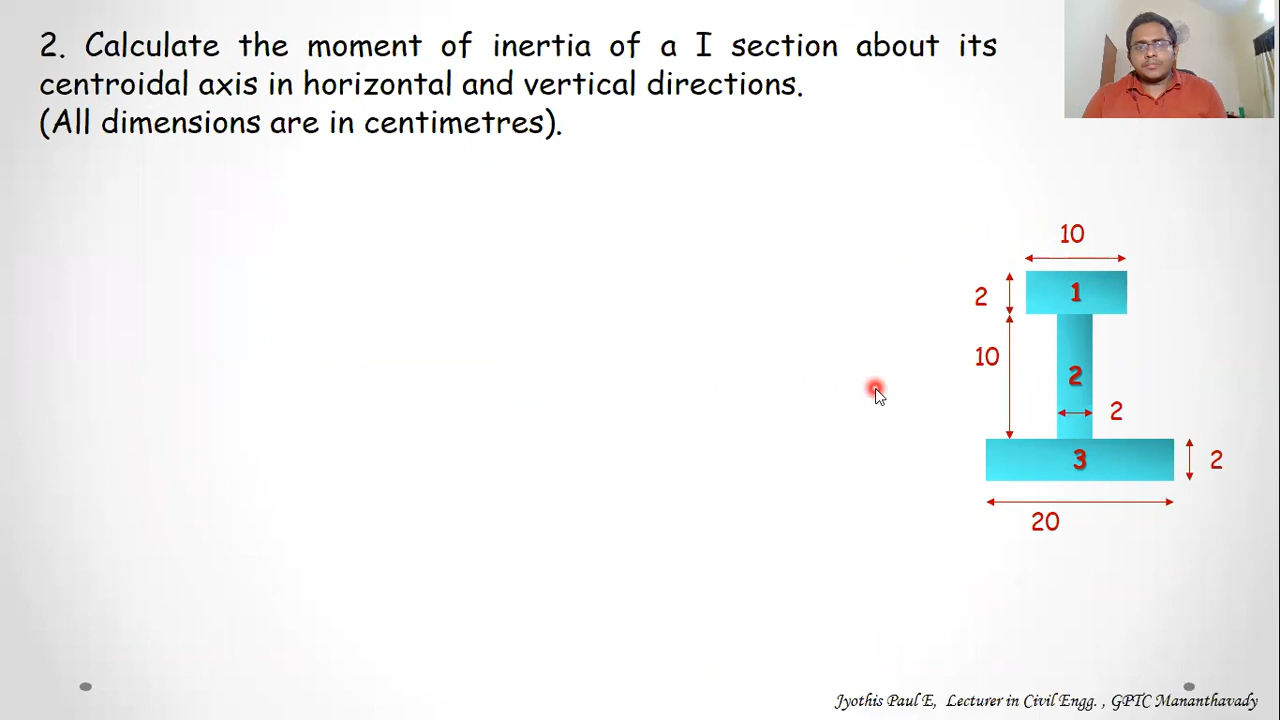 2. Calculate the moment of inertia of a I section about its
centroidal axis in horizontal and vertical directions.
(All dimensions are in centimetres).
10
2
1
10
2
2
3
2
20
Jyothis Paul E, Lecturer in Civil Engg. , GPTC Mananthavady